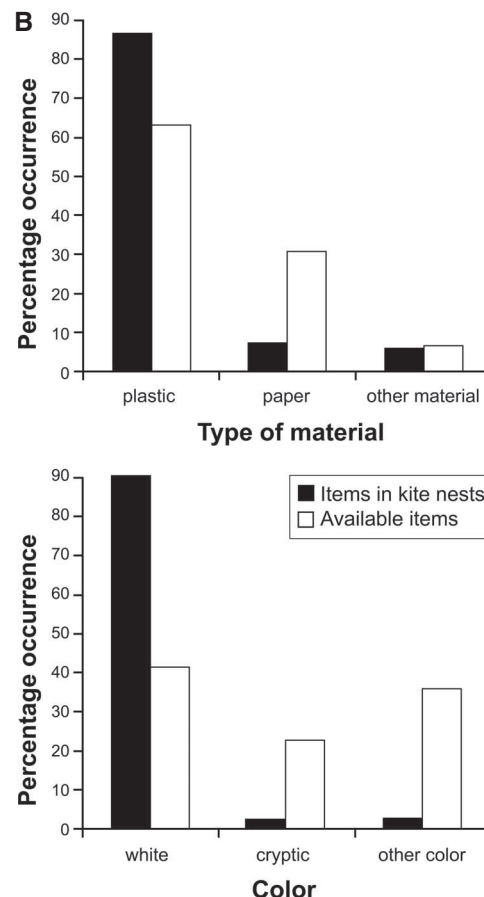 B
Percentage occurrence
90
80
70
60
50
40
30
20
10
0
plastic paper other material
Type of material
Percentage occurrence
90
80
70
60
50
40
30
20
10
0
Items in kite nests
Available items
white cryptic other color
Color